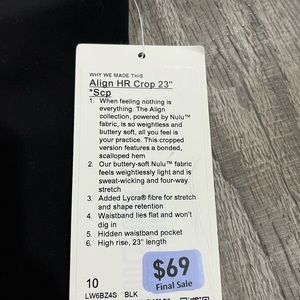 WHY WE MADE THIS
Align HR Crop 23"
*Scp
1. When feeling nothing is
everything. The Align
collection, powered by Nulu™
fabric, is so weightless and
buttery soft, all you feel is
your practice. This cropped
version features a bonded,
scalloped hem
2. Our buttery-soft Nulu™ fabric
feels weightlessly light and is
sweat-wicking and four-way
stretch
3. Added Lycra® fibre for stretch
and shape retention
4. Waistband lies flat and won't
dig in
5. Hidden waistband pocket
6. High rise, 23" length
10
LW6BZ4S BLK
$69
Final Sale